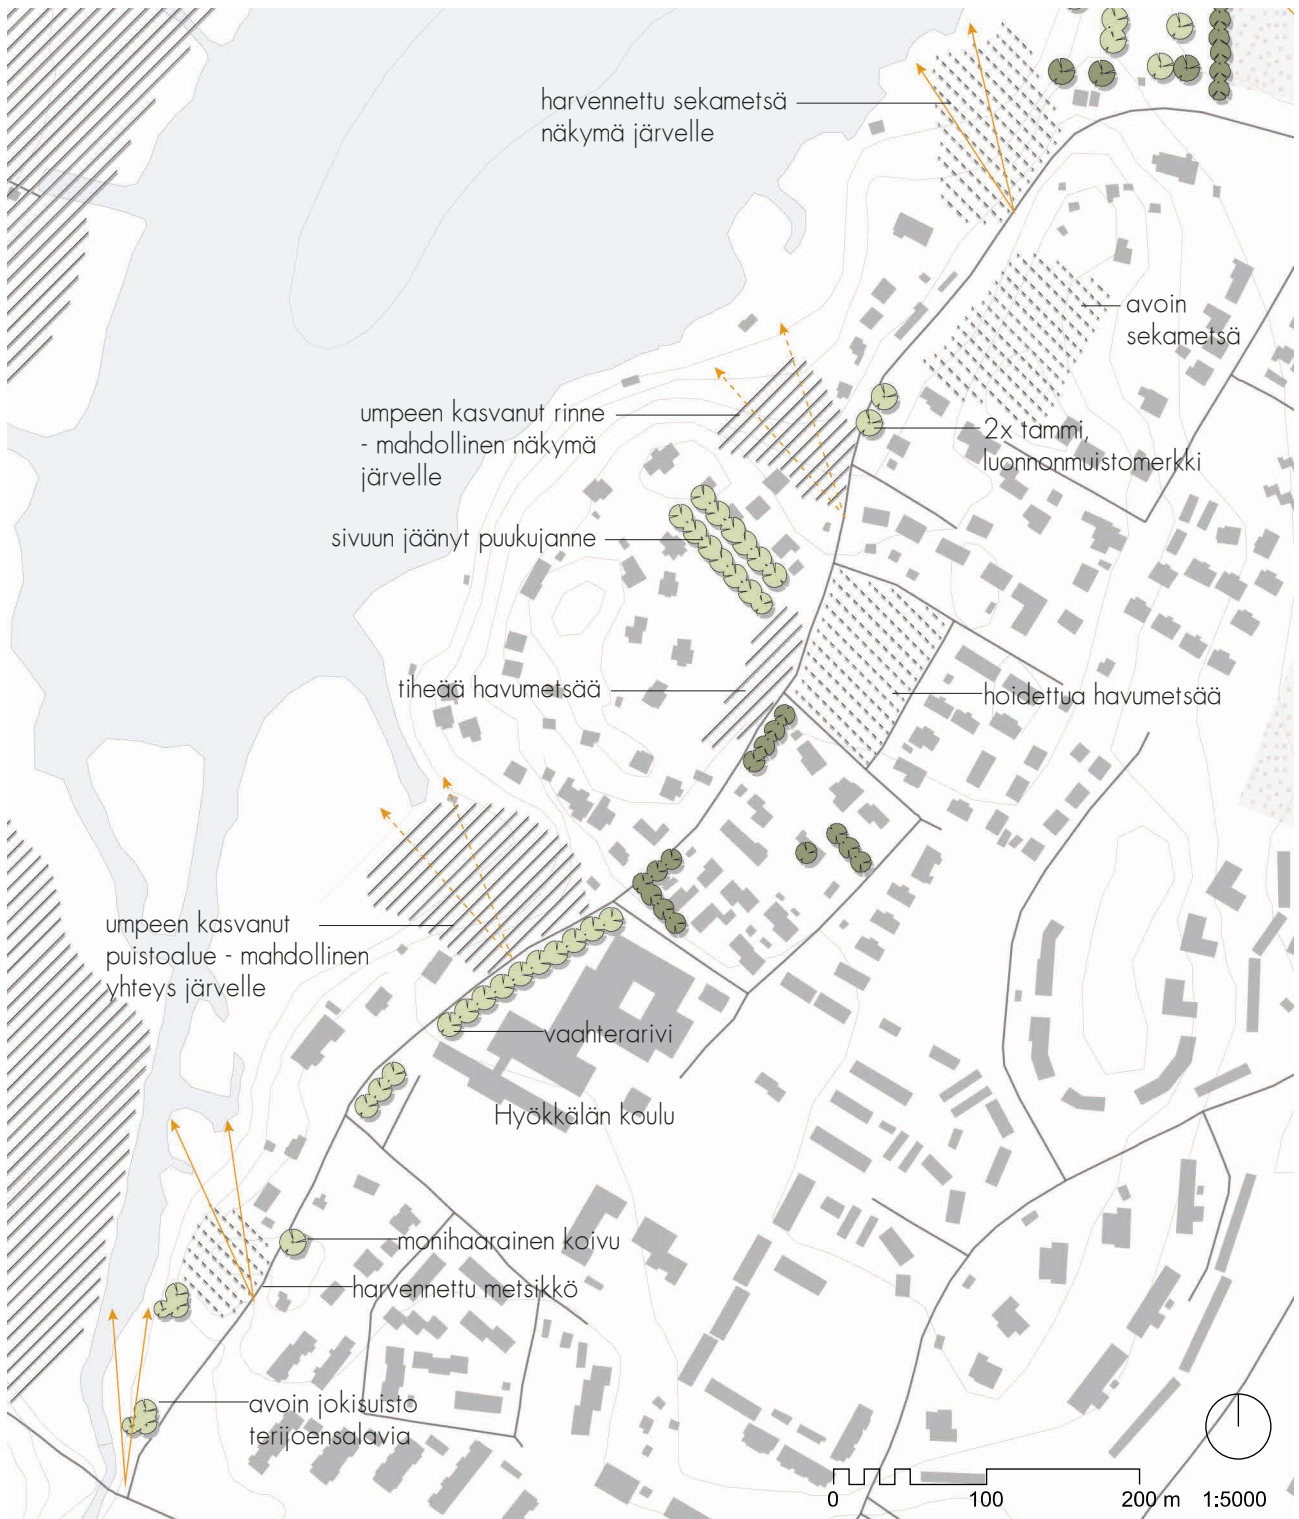 harvennettu sekametsä
näkymä järvelle
avoin
sekametsä
umpeen kasvanut rinne
- mahdollinen näkymä
järvelle
2x tammi,
luonnonmuistomerkki
sivuun jäänyt puukujanne
tiheää havumetsää
hoidettua havumetsää
umpeen kasvanut
puistoalue - mahdollinen
yhteys järvelle
vaahterarivi
Hyökkälän koulu
monihaarainen koivu
harvennettu metsikkö
avoin jokisuisto
terijoensalavia
0 100 200 m 1:5000